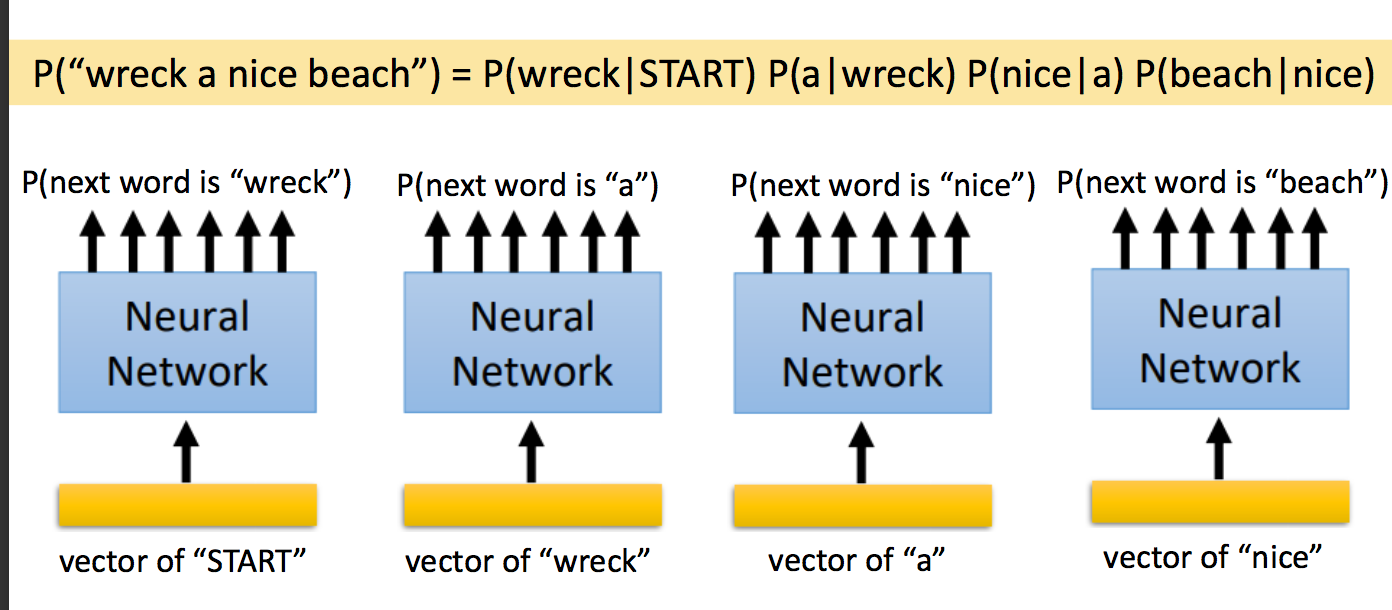 P(“wreck a nice beach”) = P(wreck|START) P(a|wreck) P(nice|a) P(beach|nice)
P(next word is “wreck”) P(next word is “a”) P(next word is “nice”) P(next word is “beach”)
Neural Neural Neural Neural
Network Network Network Network
vector of “START” vector of “wreck” vector of “a” vector of “nice”